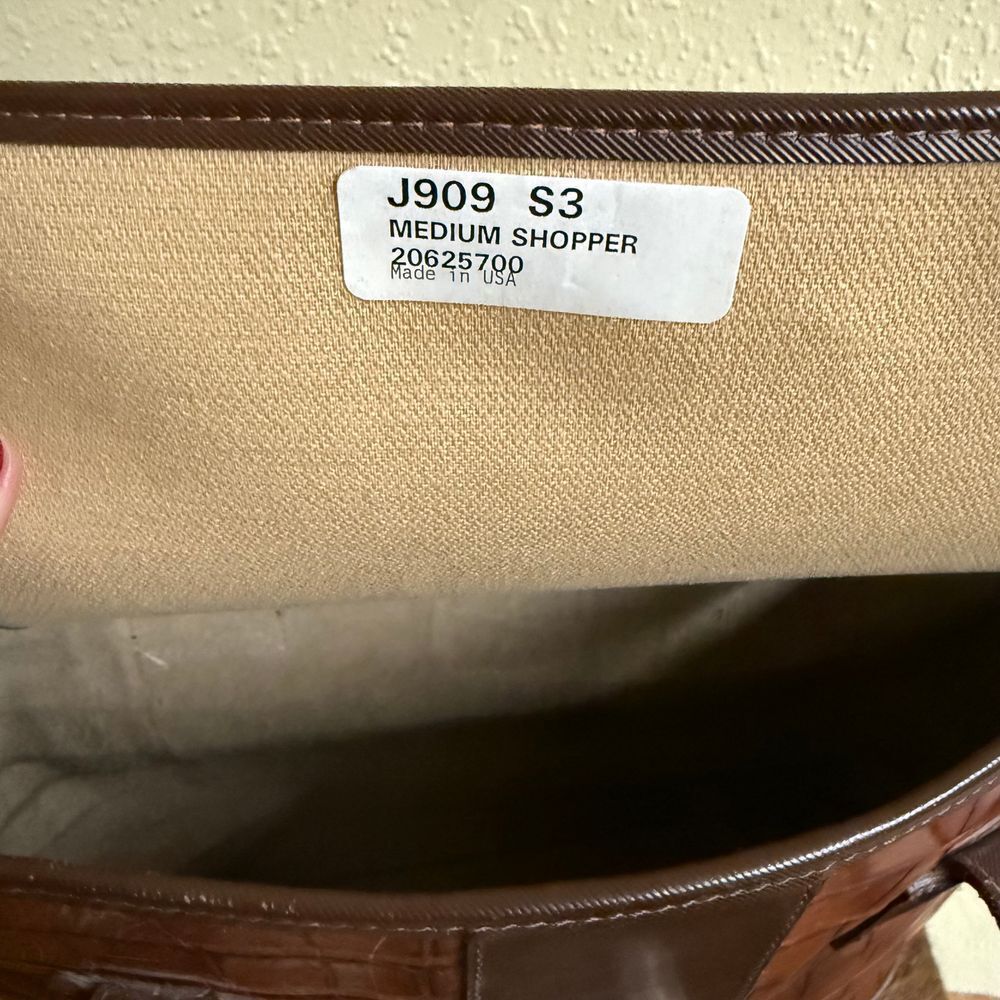 J909 S3
MEDIUM SHOPPER
20625700
Made in USA